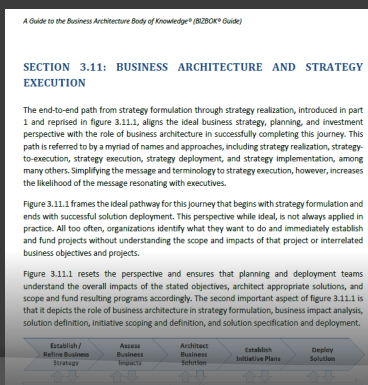 A Guide to the Business Architecture Body of Knowledge® (BIZBOK® Guide)
SECTION 3.11: BUSINESS ARCHITECTURE AND STRATEGY
EXECUTION
The end-to-end path from strategy formulation through strategy realization, introduced in part
1 and reprised in figure 3.11.1, aligns the ideal business strategy, planning, and investment
perspective with the role of business architecture in successfully completing this journey. This
path is referred to by a myriad of names and approaches, including strategy realization, strategy-
to-execution, strategy execution, strategy deployment, and strategy implementation, among
many others. Simplifying the message and terminology to strategy execution, however, increases
the likelihood of the message resonating with executives.
Figure 3.11.1 frames the ideal pathway for this journey that begins with strategy formulation and
ends with successful solution deployment. This perspective while ideal, is not always applied in
practice. All too often, organizations identify what they want to do and immediately establish
and fund projects without understanding the scope and impacts of that project or interrelated
business objectives and projects.
Figure 3.11.1 resets the perspective and ensures that planning and deployment teams
understand the overall impacts of the stated objectives, architect appropriate solutions, and
scope and fund resulting programs accordingly. The second important aspect of figure 3.11.1 is
that it depicts the role of business architecture in strategy formulation, business impact analysis,
solution definition, initiative scoping and definition, and solution specification and deployment.
Establish /
Refine Business
Strategy
Assess
Business
Impacts
Architect
Business
Solution
Establish
Initiative Plans
Deploy
Solution